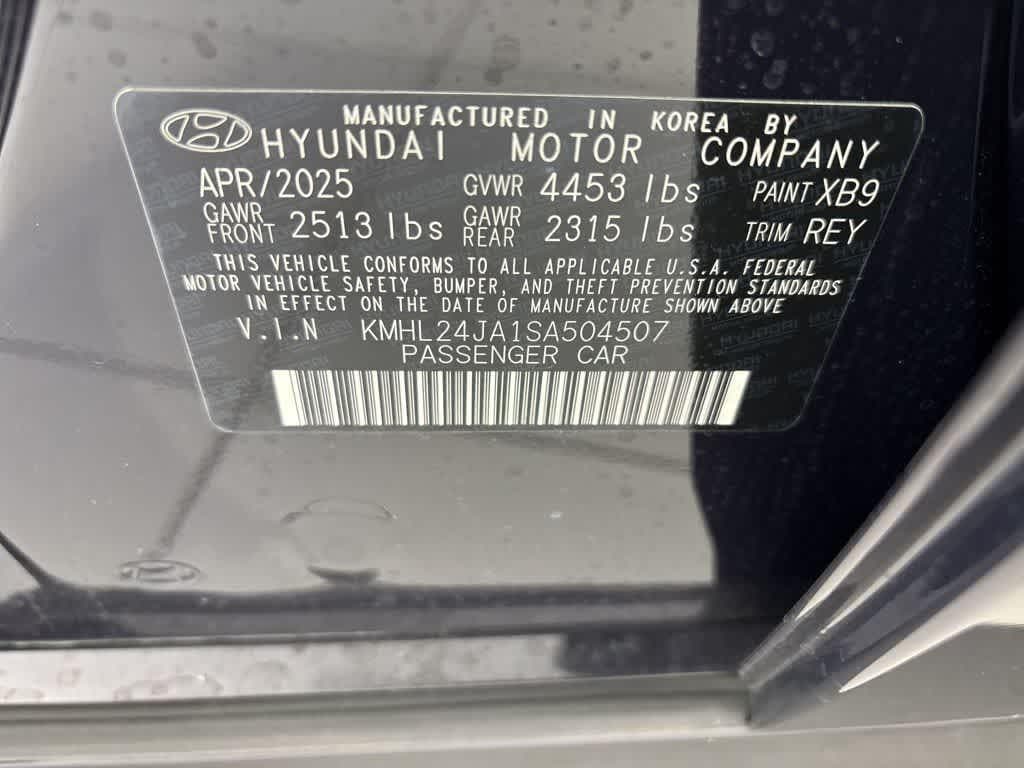 MANUFACTURED IN KOREA BY
HYUNDAI MOTOR COMPANY
APR/2025 GVWR 4453 lbs PAINT XB9
GAWR FRONT 2513 lbs GAWR REAR 2315 lbs TRIM REY
THIS VEHICLE CONFORMS TO ALL APPLICABLE U.S.A. FEDERAL
MOTOR VEHICLE SAFETY, BUMPER, AND THEFT PREVENTION STANDARDS
IN EFFECT ON THE DATE OF MANUFACTURE SHOWN ABOVE
V.I.N KMHL24JA1SA504507
PASSENGER CAR